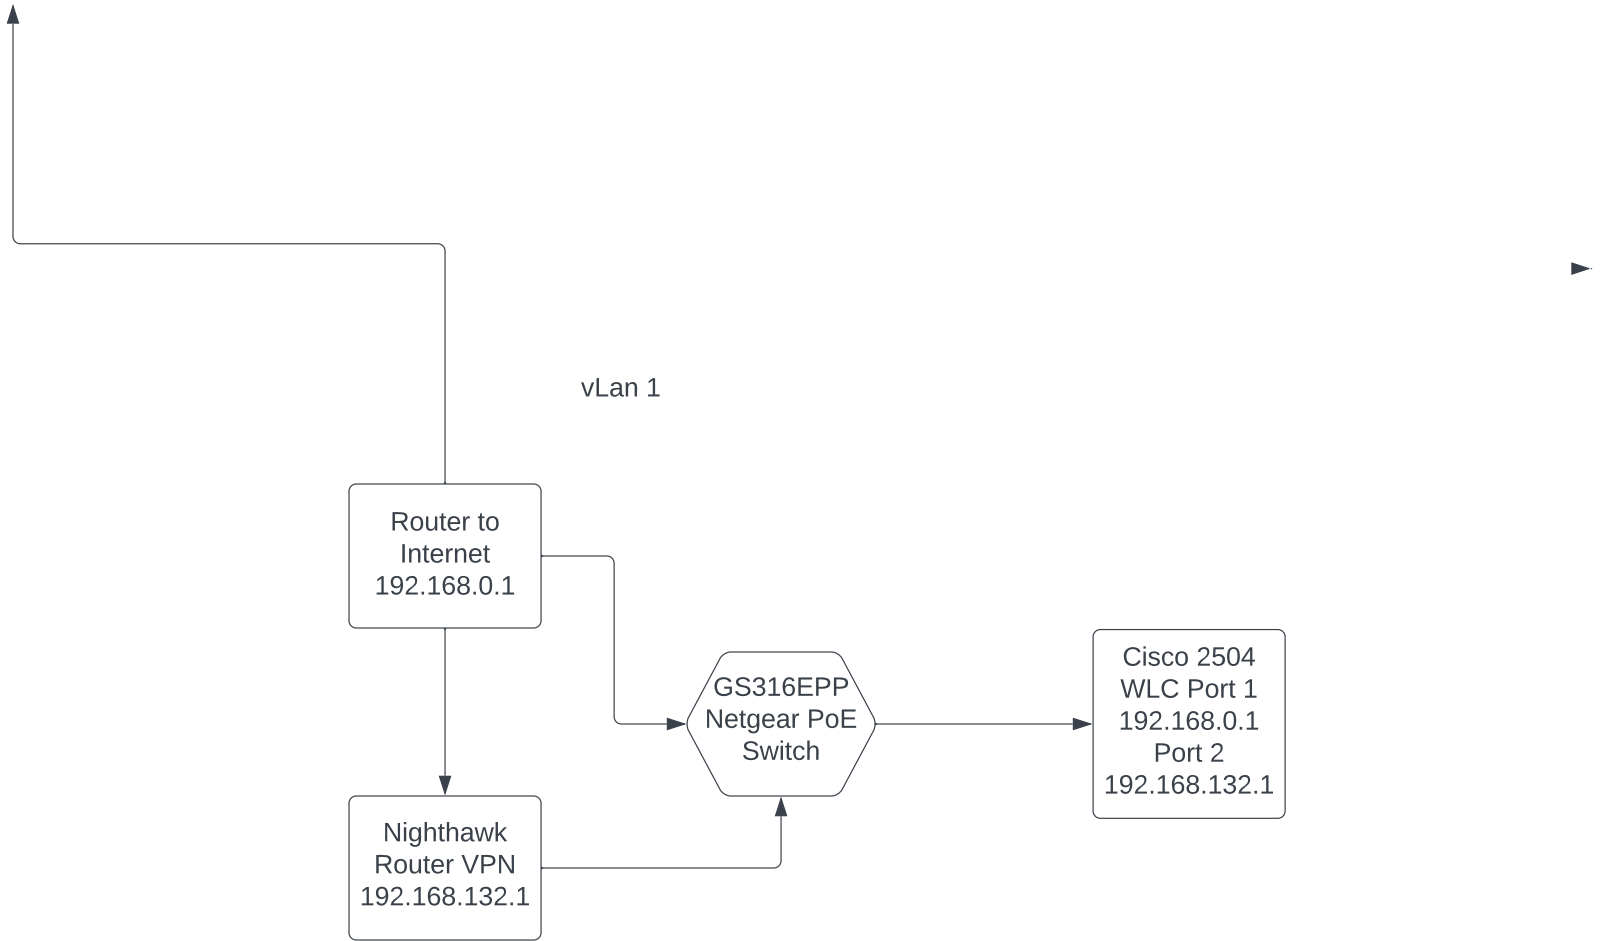 vLan 1
Router to
Internet
192.168.0.1
GS316EPP
Netgear PoE
Switch
Cisco 2504
WLC Port 1
192.168.0.1
Port 2
192.168.132.1
Nighthawk
Router VPN
192.168.132.1